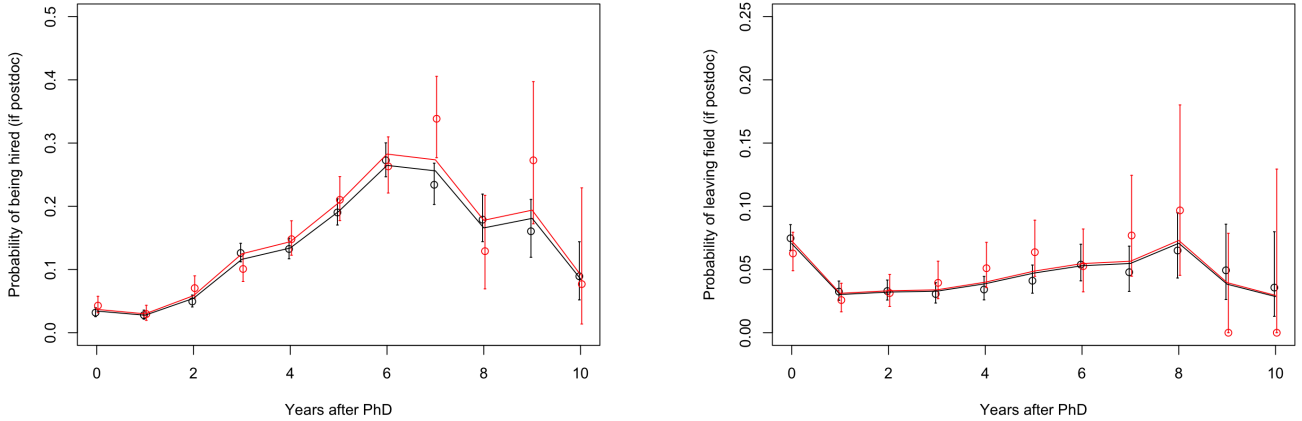 Probability of being hired (if postdoc)
0.0
0.1
0.2
0.3
0.4
0.5
0 2 4 6 8 10
Years after PhD
Probability of leaving field (if postdoc)
0.00
0.05
0.10
0.15
0.20
0.25
0 2 4 6 8 10
Years after PhD